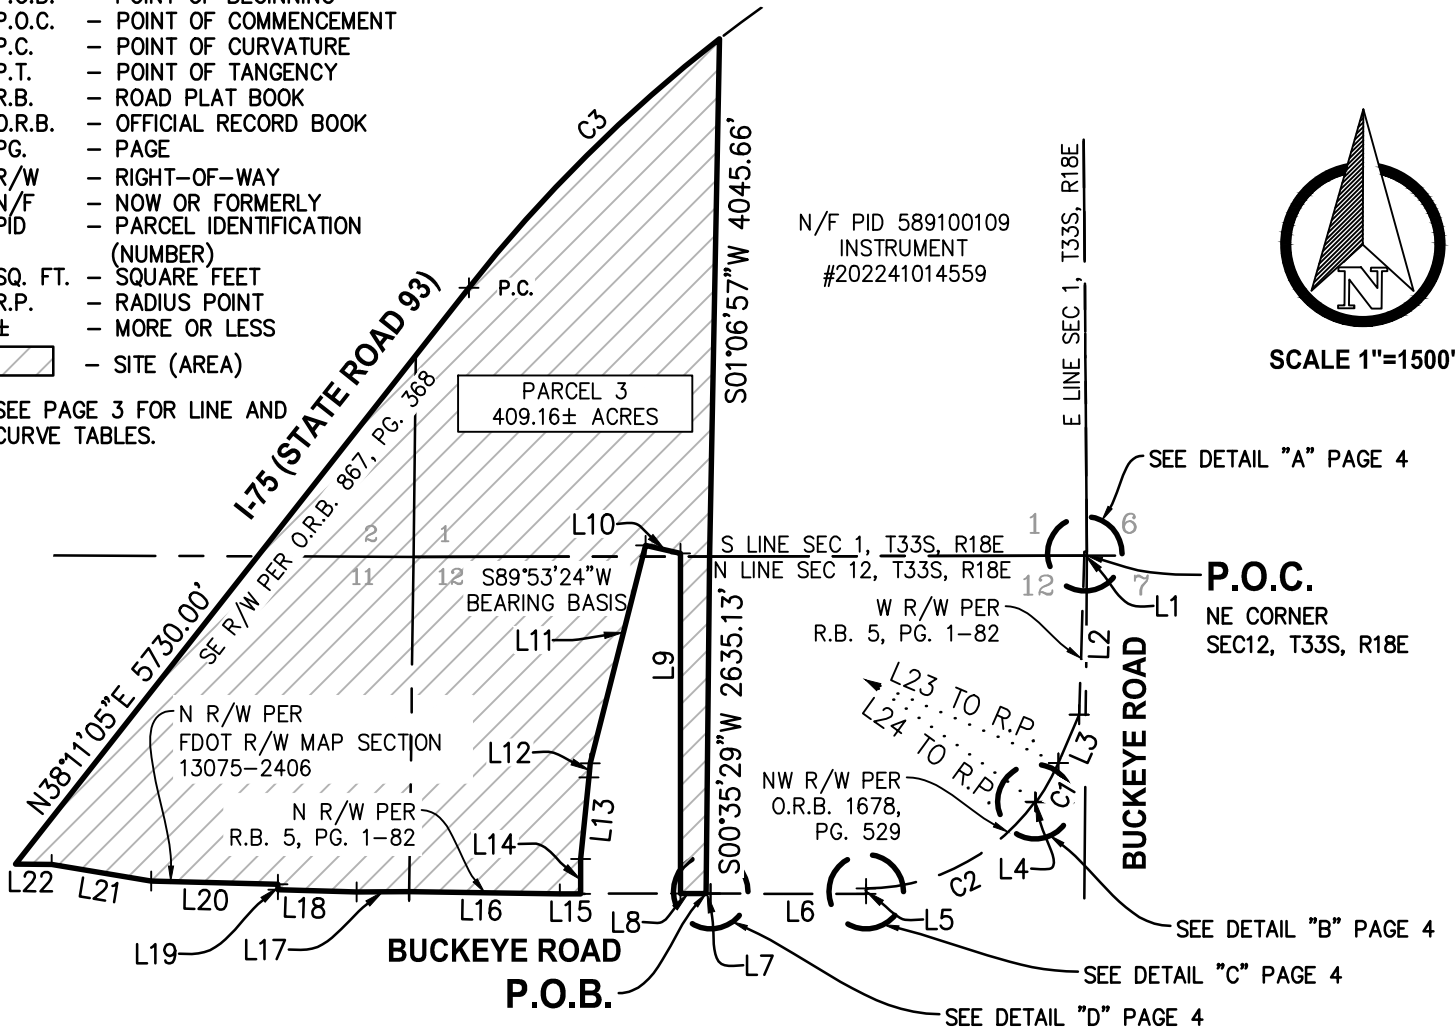 P.O.C. – POINT OF COMMENCEMENT
P.C. – POINT OF CURVATURE
P.T. – POINT OF TANGENCY
R.B. – ROAD PLAT BOOK
O.R.B. – OFFICIAL RECORD BOOK
PG. – PAGE
R/W – RIGHT-OF-WAY
N/F – NOW OR FORMERLY
PID – PARCEL IDENTIFICATION
(NUMBER)
SQ. FT. – SQUARE FEET
R.P. – RADIUS POINT
± – MORE OR LESS
– SITE (AREA)
SEE PAGE 3 FOR LINE AND
CURVE TABLES.
C3
P.C.
I-75 (STATE ROAD 93)
SE R/W PER O.R.B. 867, PG. 368
N38°11'05"E 5730.00'
PARCEL 3
409.16± ACRES
S01°06'57"W 4045.66'
N/F PID 589100109
INSTRUMENT
#202241014559
E LINE SEC 1, T33S, R18E
N
SCALE 1"=1500'
SEE DETAIL "A" PAGE 4
2 1
11 12
1 6
12 7
L10
S LINE SEC 1, T33S, R18E
N LINE SEC 12, T33S, R18E
S89°53'24"W
BEARING BASIS
P.O.C.
NE CORNER
SEC12, T33S, R18E
L1
L2
W R/W PER
R.B. 5, PG. 1-82
L11
L9
S00°35'29"W 2635.13'
L23 TO R.P.
L24 TO R.P.
L3
BUCKEYE ROAD
N R/W PER
FDOT R/W MAP SECTION
13075-2406
L12
NW R/W PER
O.R.B. 1678,
PG. 529
C1
N R/W PER
R.B. 5, PG. 1-82
L13
L14
L4
C2
L22
L21
L20
L18
L16
L15
L8
L6
L5
L19
L17
L7
BUCKEYE ROAD
P.O.B.
SEE DETAIL "B" PAGE 4
SEE DETAIL "C" PAGE 4
SEE DETAIL "D" PAGE 4